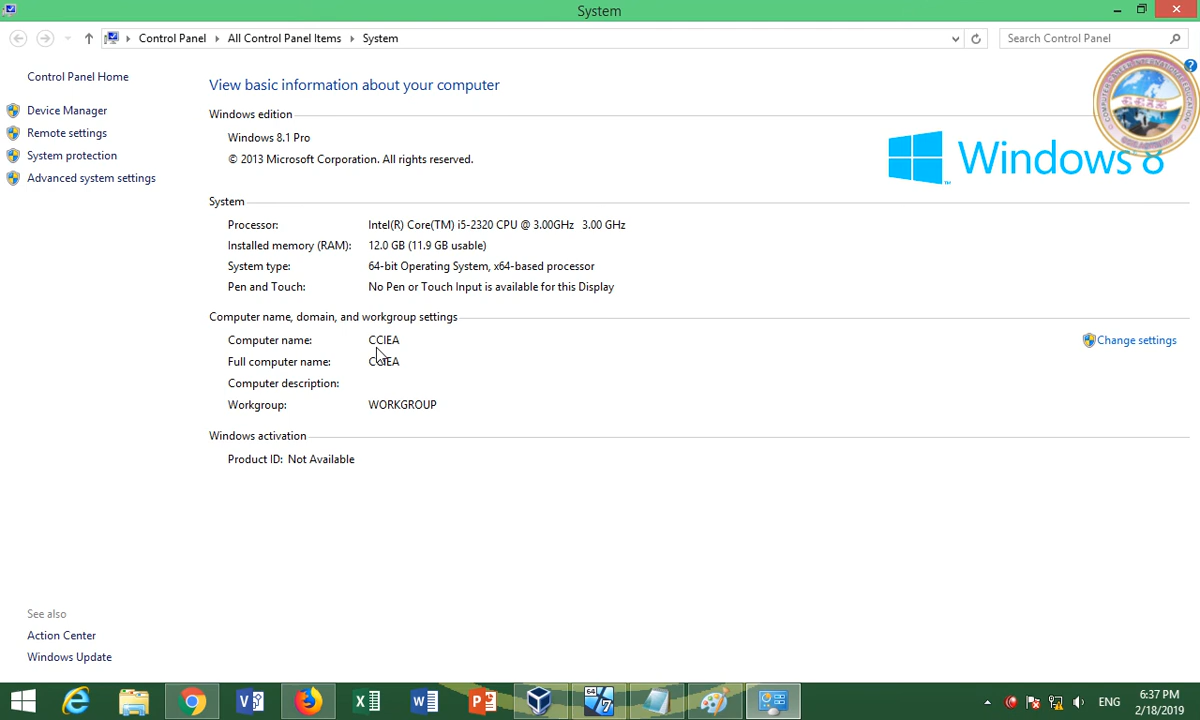 System
Control Panel
All Control Panel Items
System
Search Control Panel
Control Panel Home
Device Manager
Remote settings
System protection
Advanced system settings
View basic information about your computer
Windows edition
Windows 8.1 Pro
© 2013 Microsoft Corporation. All rights reserved.
Windows 8
CCIE
System
Processor: Intel(R) Core(TM) i5-2320 CPU @ 3.00GHz 3.00 GHz
Installed memory (RAM): 12.0 GB (11.9 GB usable)
System type: 64-bit Operating System, x64-based processor
Pen and Touch: No Pen or Touch Input is available for this Display
Computer name, domain, and workgroup settings
Computer name: CCIEA
Change settings
Full computer name: CCIEA
Computer description:
Workgroup: WORKGROUP
Windows activation
Product ID: Not Available
See also
Action Center
Windows Update
64
7
ENG
6:37 PM
2/18/2019